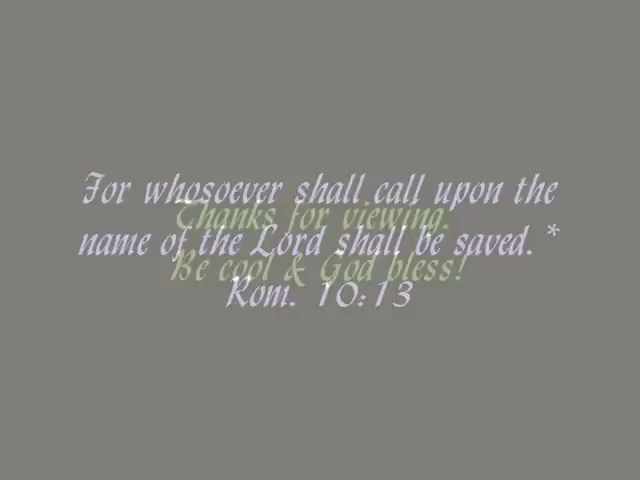 For whosoever shall call upon the
Thanks for viewing.
name of the Lord shall be saved. *
Be cool & God bless!
Rom. 10:13